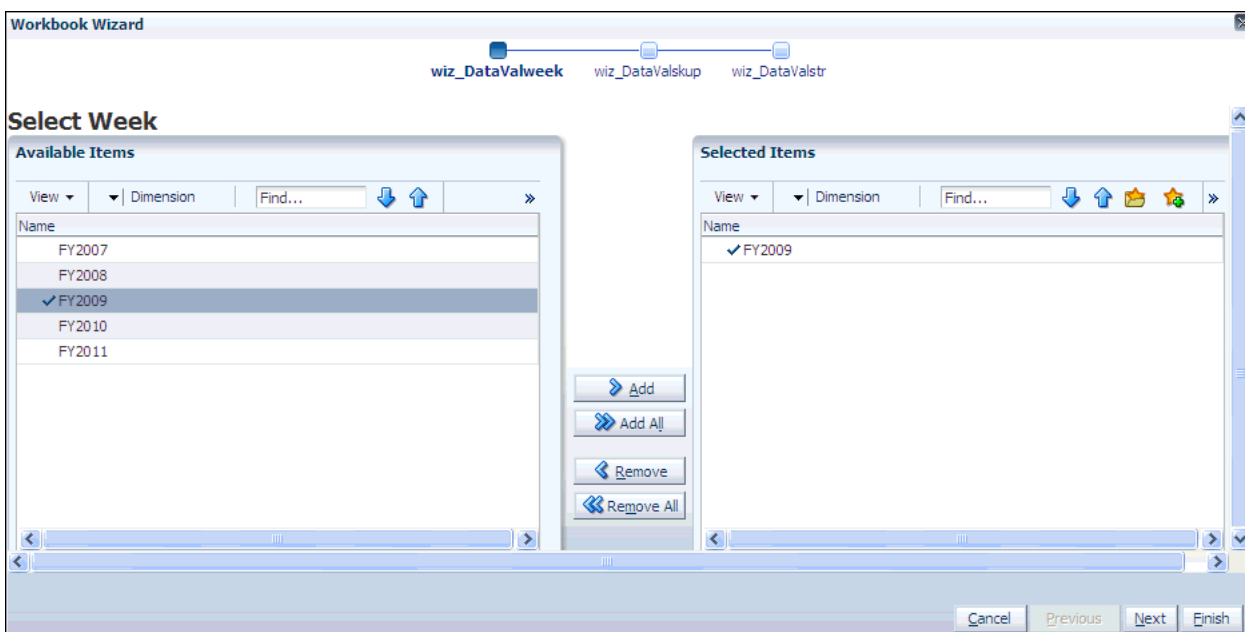 Workbook Wizard
wiz_DataValweek wiz_DataValskup wiz_DataValstr
Select Week
Available Items
View Dimension Find... »
Name
FY2007
FY2008
FY2009
FY2010
FY2011
Add
Add All
Remove
Remove All
Selected Items
View Dimension Find... »
Name
FY2009
Cancel Previous Next Finish